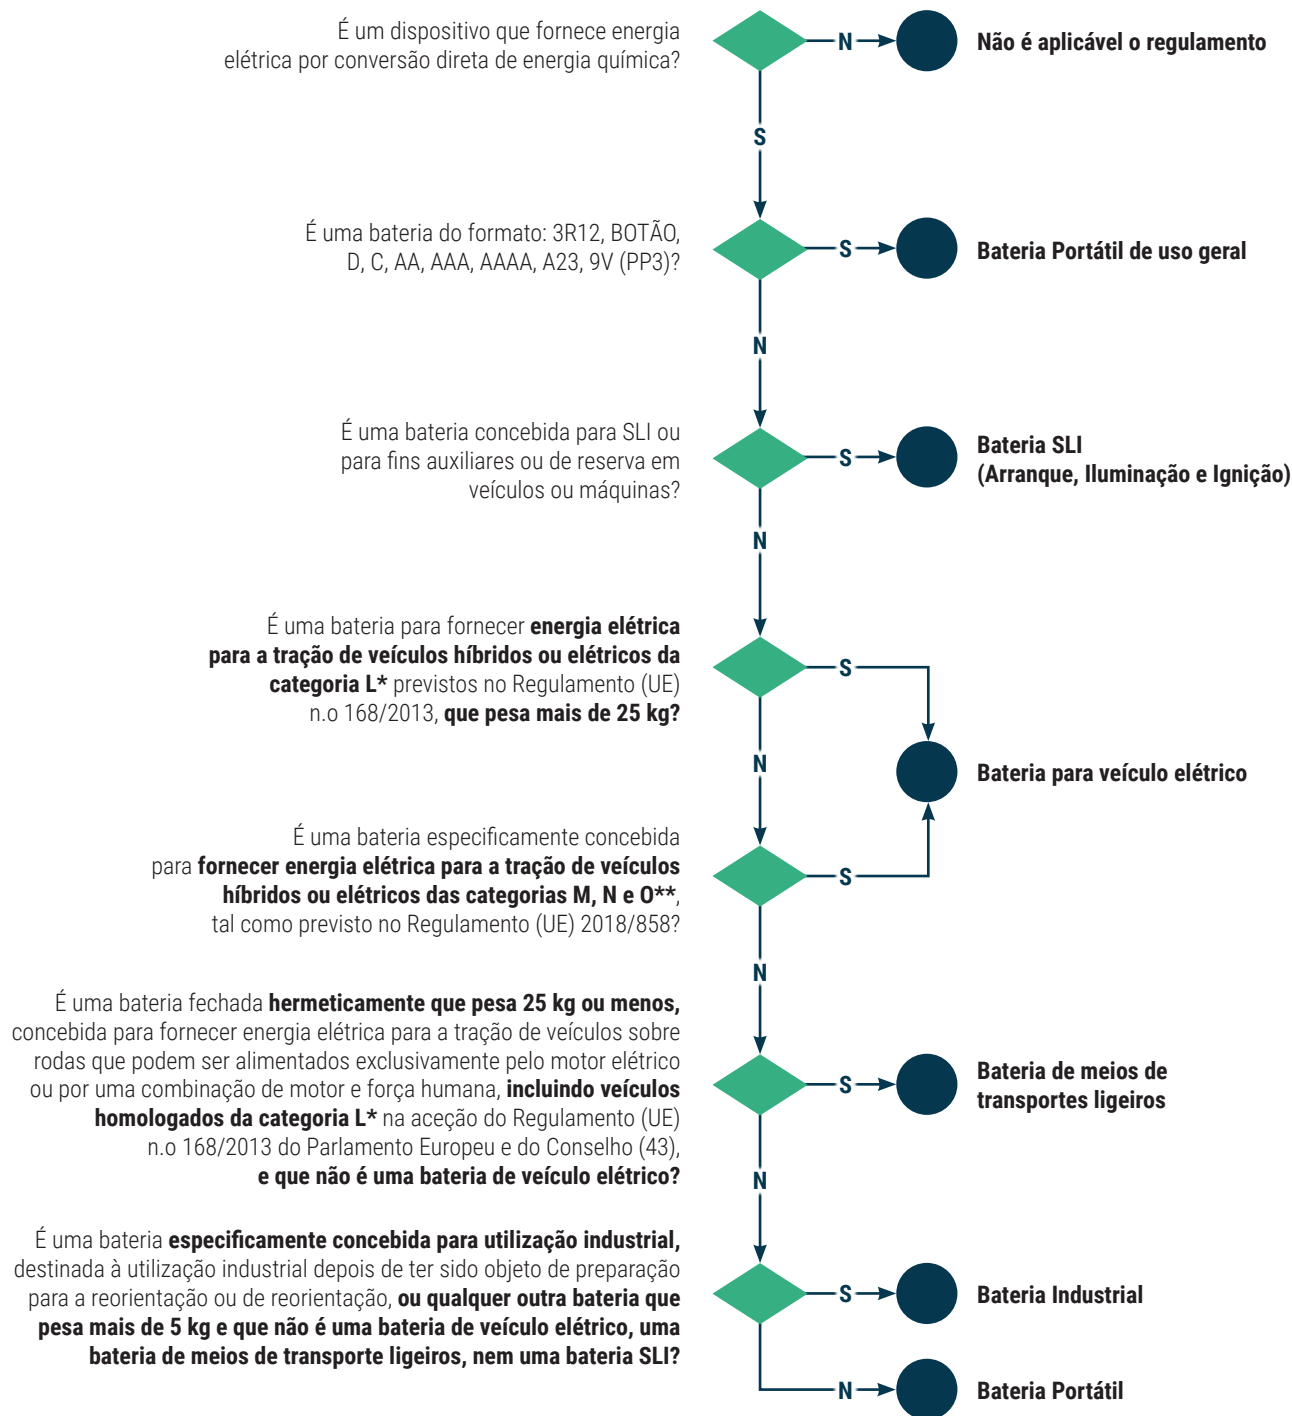 É um dispositivo que fornece energia
elétrica por conversão direta de energia química?
N
Não é aplicável o regulamento
S
É uma bateria do formato: 3R12, BOTÃO,
D, C, AA, AAA, AAAA, A23, 9V (PP3)?
S
Bateria Portátil de uso geral
N
É uma bateria concebida para SLI ou
para fins auxiliares ou de reserva em
veículos ou máquinas?
S
Bateria SLI
(Arranque, Iluminação e Ignição)
N
É uma bateria para fornecer energia elétrica
para a tração de veículos híbridos ou elétricos da
categoria L* previstos no Regulamento (UE)
n.o 168/2013, que pesa mais de 25 kg?
S
N
Bateria para veículo elétrico
É uma bateria especificamente concebida
para fornecer energia elétrica para a tração de veículos
híbridos ou elétricos das categorias M, N e O**,
tal como previsto no Regulamento (UE) 2018/858?
S
N
É uma bateria fechada hermeticamente que pesa 25 kg ou menos,
concebida para fornecer energia elétrica para a tração de veículos sobre
rodas que podem ser alimentados exclusivamente pelo motor elétrico
ou por uma combinação de motor e força humana, incluindo veículos
homologados da categoria L* na aceção do Regulamento (UE)
n.o 168/2013 do Parlamento Europeu e do Conselho (43),
e que não é uma bateria de veículo elétrico?
S
Bateria de meios de
transportes ligeiros
N
É uma bateria especificamente concebida para utilização industrial,
destinada à utilização industrial depois de ter sido objeto de preparação
para a reorientação ou de reorientação, ou qualquer outra bateria que
pesa mais de 5 kg e que não é uma bateria de veículo elétrico, uma
bateria de meios de transporte ligeiros, nem uma bateria SLI?
S
Bateria Industrial
N
Bateria Portátil